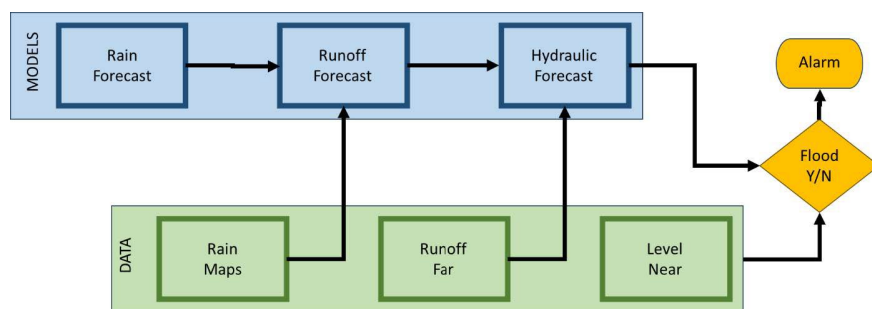 MODELS
Rain
Forecast
Runoff
Forecast
Hydraulic
Forecast
Alarm
Flood
Y/N
DATA
Rain
Maps
Runoff
Far
Level
Near